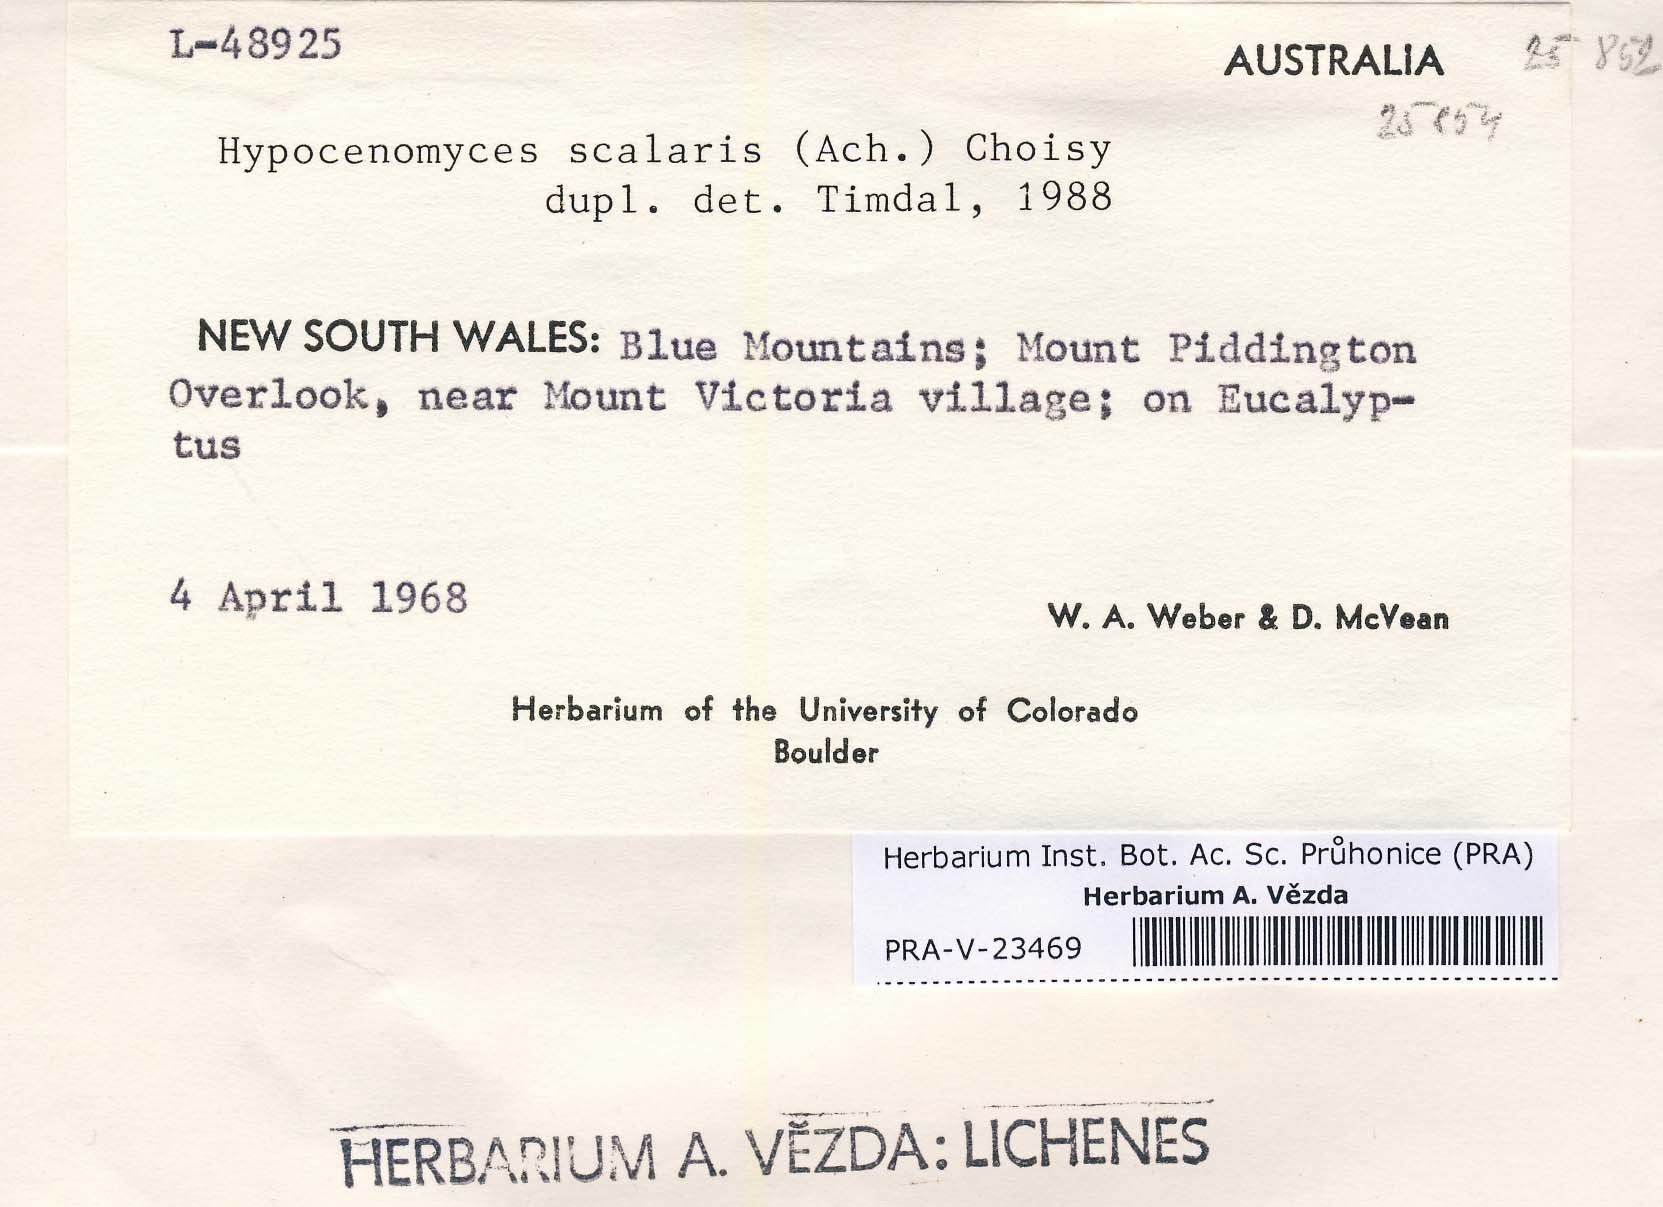 L-48925
AUSTRALIA
Hypocenomyces scalaris (Ach.) Choisy
dupl. det. Timdal, 1988
NEW SOUTH WALES: Blue Mountains; Mount Piddington
Overlook, near Mount Victoria village; on Eucalyp-
tus
4 April 1968
W. A. Weber & D. McVean
Herbarium of the University of Colorado
Boulder
Herbarium Inst. Bot. Ac. Sc. Průhonice (PRA)
Herbarium A. Vězda
PRA-V-23469
HERBARIUM A. VĚZDA: LICHENES